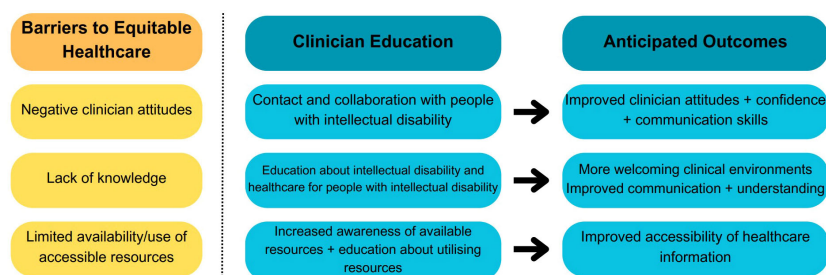 Barriers to Equitable
Healthcare
Clinician Education
Anticipated Outcomes
Negative clinician attitudes
Contact and collaboration with people
with intellectual disability
Improved clinician attitudes + confidence
+ communication skills
Lack of knowledge
Education about intellectual disability and
healthcare for people with intellectual disability
More welcoming clinical environments
Improved communication + understanding
Limited availability/use of
accessible resources
Increased awareness of available
resources + education about utilising
resources
Improved accessibility of healthcare
information